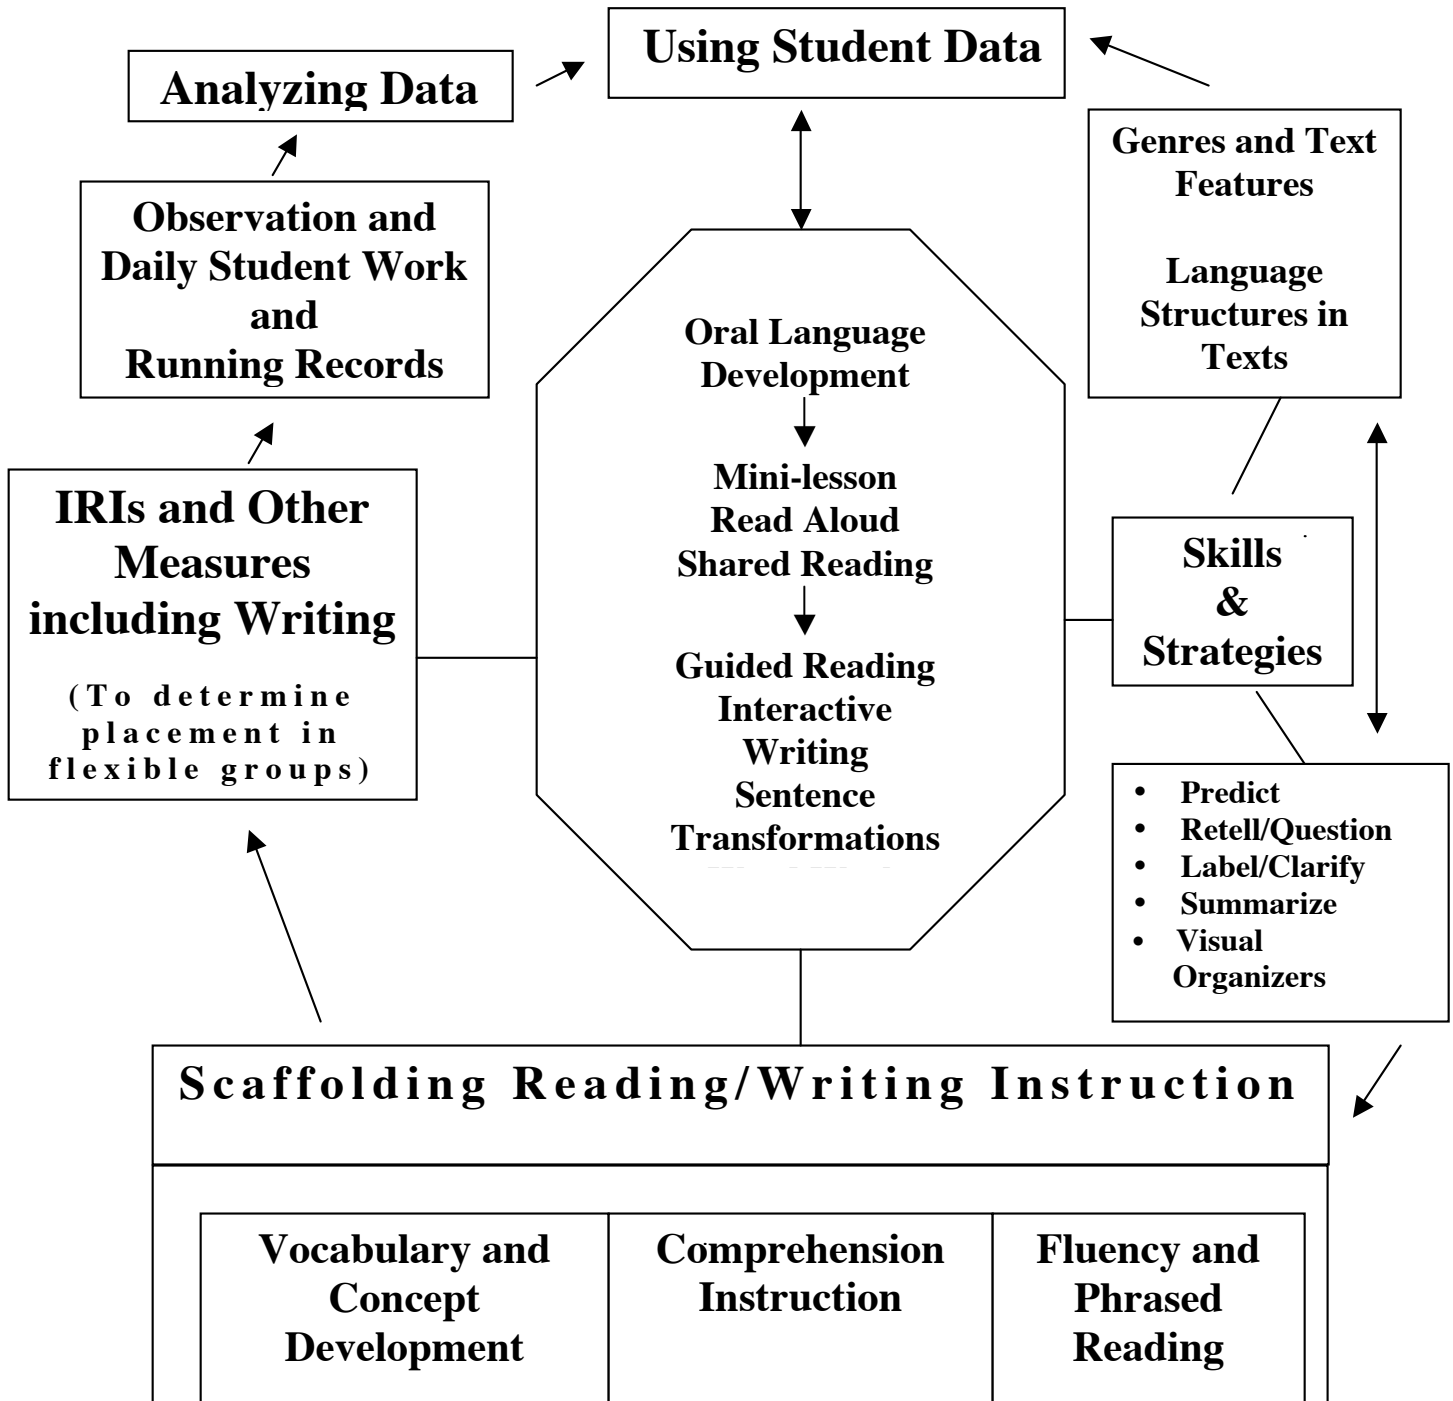 Using Student Data
Analyzing Data
Genres and Text
Features
Language
Structures in
Texts
Observation and
Daily Student Work
and
Running Records
Oral Language
Development
Mini-lesson
Read Aloud
Shared Reading
Guided Reading
Interactive
Writing
Sentence
Transformations
IRIs and Other
Measures
including Writing
(To determine
placement in
flexible groups)
Skills
&
Strategies
• Predict
• Retell/Question
• Label/Clarify
• Summarize
• Visual
Organizers
Scaffolding Reading/Writing Instruction
Vocabulary and
Concept
Development
Comprehension
Instruction
Fluency and
Phrased
Reading